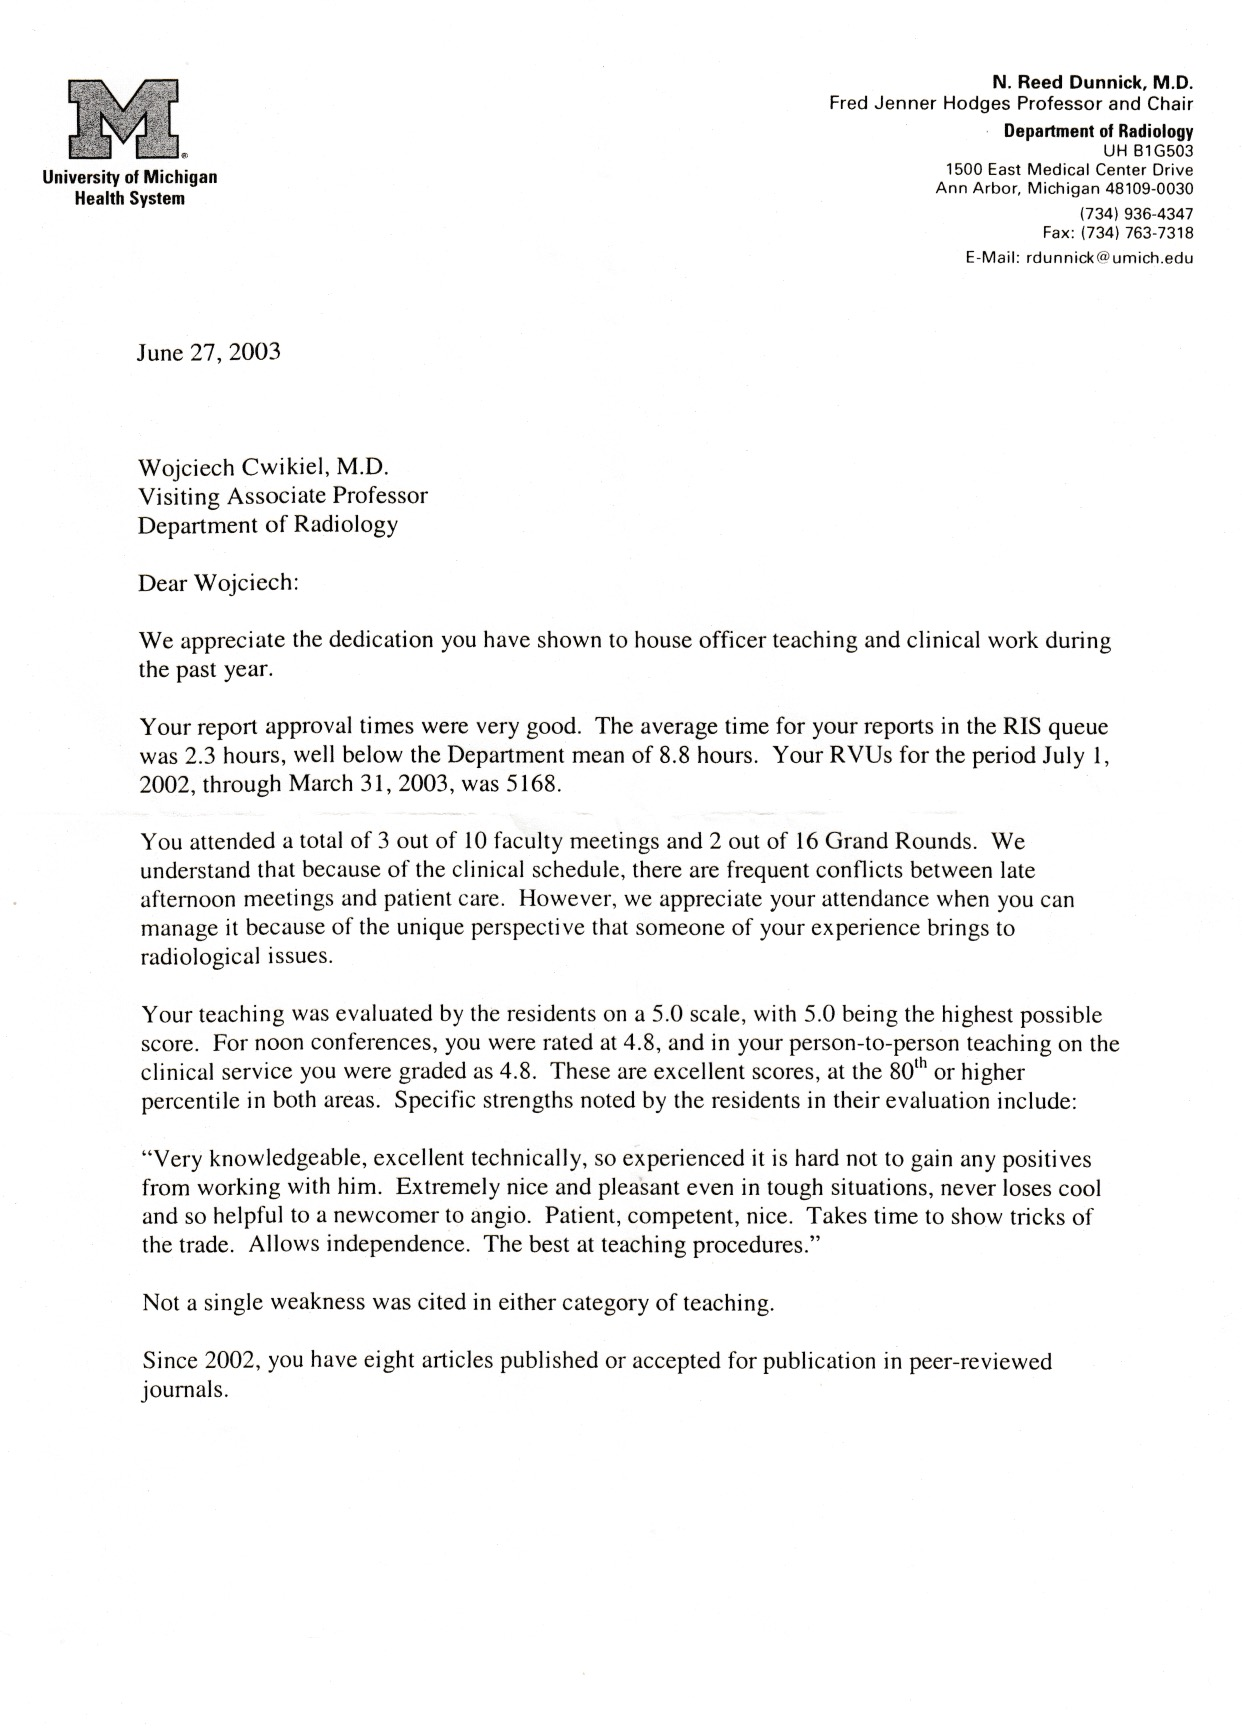 M®
University of Michigan
Health System
N. Reed Dunnick, M.D.
Fred Jenner Hodges Professor and Chair
Department of Radiology
UH B1G503
1500 East Medical Center Drive
Ann Arbor, Michigan 48109-0030
(734) 936-4347
Fax: (734) 763-7318
E-Mail: rdunnick@umich.edu
June 27, 2003
Wojciech Cwikiel, M.D.
Visiting Associate Professor
Department of Radiology
Dear Wojciech:
We appreciate the dedication you have shown to house officer teaching and clinical work during
the past year.
Your report approval times were very good.  The average time for your reports in the RIS queue
was 2.3 hours, well below the Department mean of 8.8 hours.  Your RVUs for the period July 1,
2002, through March 31, 2003, was 5168.
You attended a total of 3 out of 10 faculty meetings and 2 out of 16 Grand Rounds.  We
understand that because of the clinical schedule, there are frequent conflicts between late
afternoon meetings and patient care.  However, we appreciate your attendance when you can
manage it because of the unique perspective that someone of your experience brings to
radiological issues.
Your teaching was evaluated by the residents on a 5.0 scale, with 5.0 being the highest possible
score.  For noon conferences, you were rated at 4.8, and in your person-to-person teaching on the
clinical service you were graded as 4.8.  These are excellent scores, at the 80th or higher
percentile in both areas.  Specific strengths noted by the residents in their evaluation include:
“Very knowledgeable, excellent technically, so experienced it is hard not to gain any positives
from working with him.  Extremely nice and pleasant even in tough situations, never loses cool
and so helpful to a newcomer to angio.  Patient, competent, nice.  Takes time to show tricks of
the trade.  Allows independence.  The best at teaching procedures.”
Not a single weakness was cited in either category of teaching.
Since 2002, you have eight articles published or accepted for publication in peer-reviewed
journals.